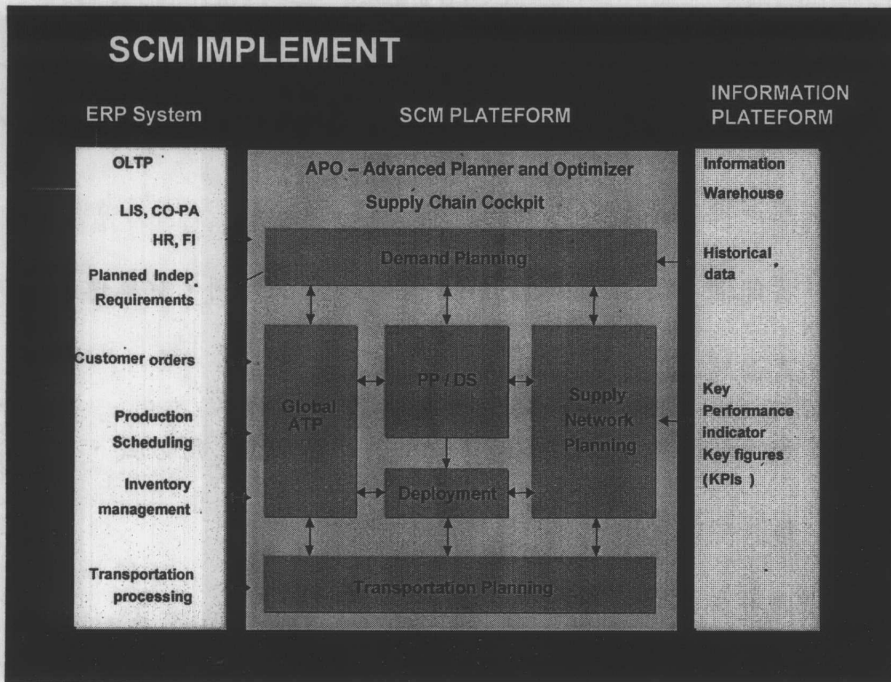 SCM IMPLEMENT
ERP System
SCM PLATEFORM
INFORMATION
PLATEFORM
OLTP
LIS, CO-PA
HR, FI
Planned Indep
Requirements
Customer orders
Production
Scheduling
Inventory
management
Transportation
processing
APO – Advanced Planner and Optimizer
Supply Chain Cockpit
Demand Planning
Global
ATP
PP / DS
Supply
Network
Planning
Deployment
Transportation Planning
Information
Warehouse
Historical
data
Key
Performance
indicator
Key figures
(KPIs )